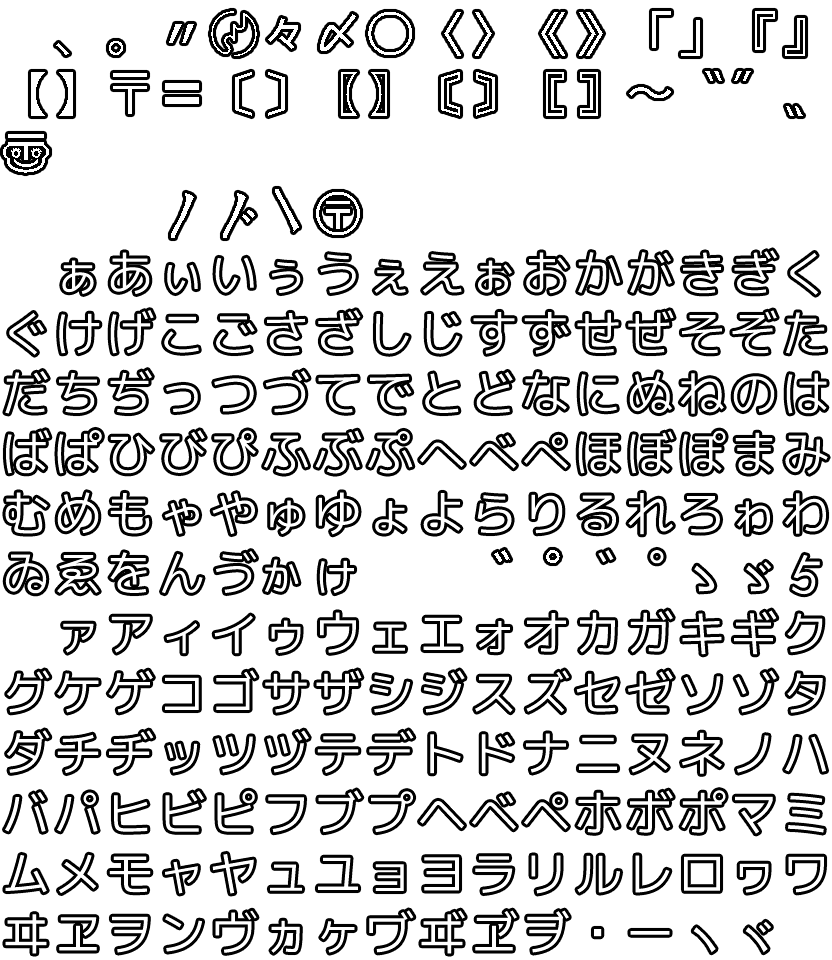 、。〃〄々〆〇〈〉《》「」『』
【】〒〓〔〕〖〗〘〙〚〛〜〝〞〟
〠
〳〴〵〶
ぁあぃいぅうぇえぉおかがきぎく
ぐけげこごさざしじすずせぜそぞた
だちぢっつづてでとどなにぬねのは
ばぱひびぴふぶぷへべぺほぼぽまみ
むめもゃやゅゆょよらりるれろゎわ
ゐゑをんゔゕゖ ゙ ゚゛゜ゝゞゟ
ァアィイゥウェエォオカガキギク
グケゲコゴサザシジスズセゼソゾタ
ダチヂッツヅテデトドナニヌネノハ
バパヒビピフブプヘベペホボポマミ
ムメモャヤュユョヨラリルレロヮワ
ヰヱヲンヴヵヶヷヸヹヺ・ーヽヾ